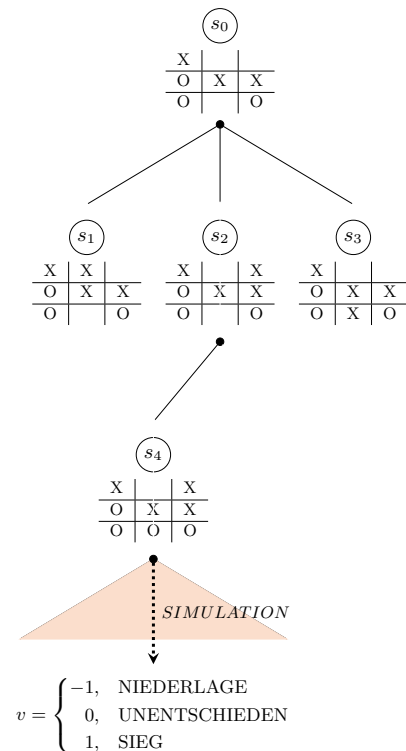 s0
X
O X X
O O
s1 s2 s3
X X X X X
O X X O X X O X X
O O O O O X O
s4
X X
O X X
O O O
SIMULATION
v = { −1, NIEDERLAGE
0, UNENTSCHIEDEN
1, SIEG